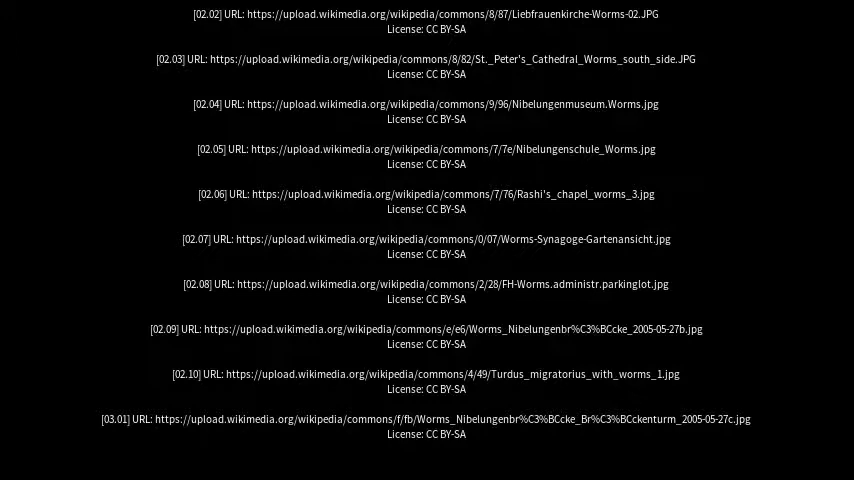 [02.02] URL: https://upload.wikimedia.org/wikipedia/commons/8/87/Liebfrauenkirche-Worms-02.JPG
License: CC BY-SA
[02.03] URL: https://upload.wikimedia.org/wikipedia/commons/8/82/St._Peter's_Cathedral_Worms_south_side.JPG
License: CC BY-SA
[02.04] URL: https://upload.wikimedia.org/wikipedia/commons/9/96/Nibelungenmuseum.Worms.jpg
License: CC BY-SA
[02.05] URL: https://upload.wikimedia.org/wikipedia/commons/7/7e/Nibelungenschule_Worms.jpg
License: CC BY-SA
[02.06] URL: https://upload.wikimedia.org/wikipedia/commons/7/76/Rashi's_chapel_worms_3.jpg
License: CC BY-SA
[02.07] URL: https://upload.wikimedia.org/wikipedia/commons/0/07/Worms-Synagoge-Gartenansicht.jpg
License: CC BY-SA
[02.08] URL: https://upload.wikimedia.org/wikipedia/commons/2/28/FH-Worms.administr.parkinglot.jpg
License: CC BY-SA
[02.09] URL: https://upload.wikimedia.org/wikipedia/commons/e/e6/Worms_Nibelungenbr%C3%BCcke_2005-05-27b.jpg
License: CC BY-SA
[02.10] URL: https://upload.wikimedia.org/wikipedia/commons/4/49/Turdus_migratorius_with_worms_1.jpg
License: CC BY-SA
[03.01] URL: https://upload.wikimedia.org/wikipedia/commons/f/fb/Worms_Nibelungenbr%C3%BCcke_Br%C3%BCckenturm_2005-05-27c.jpg
License: CC BY-SA